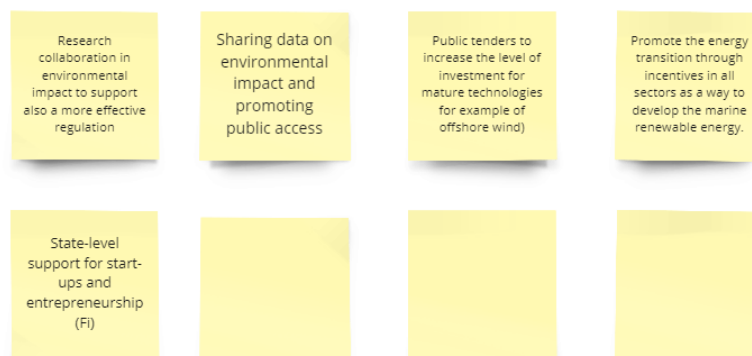 Research
collaboration in
environmental
impact to support
also a more effective
regulation
Sharing data on
environmental
impact and
promoting
public access
Public tenders to
increase the level of
investment for
mature technologies
for example of
offshore wind)
Promote the energy
transition through
incentives in all
sectors as a way to
develop the marine
renewable energy.
State-level
support for start-
ups and
entrepreneurship
(Fi)